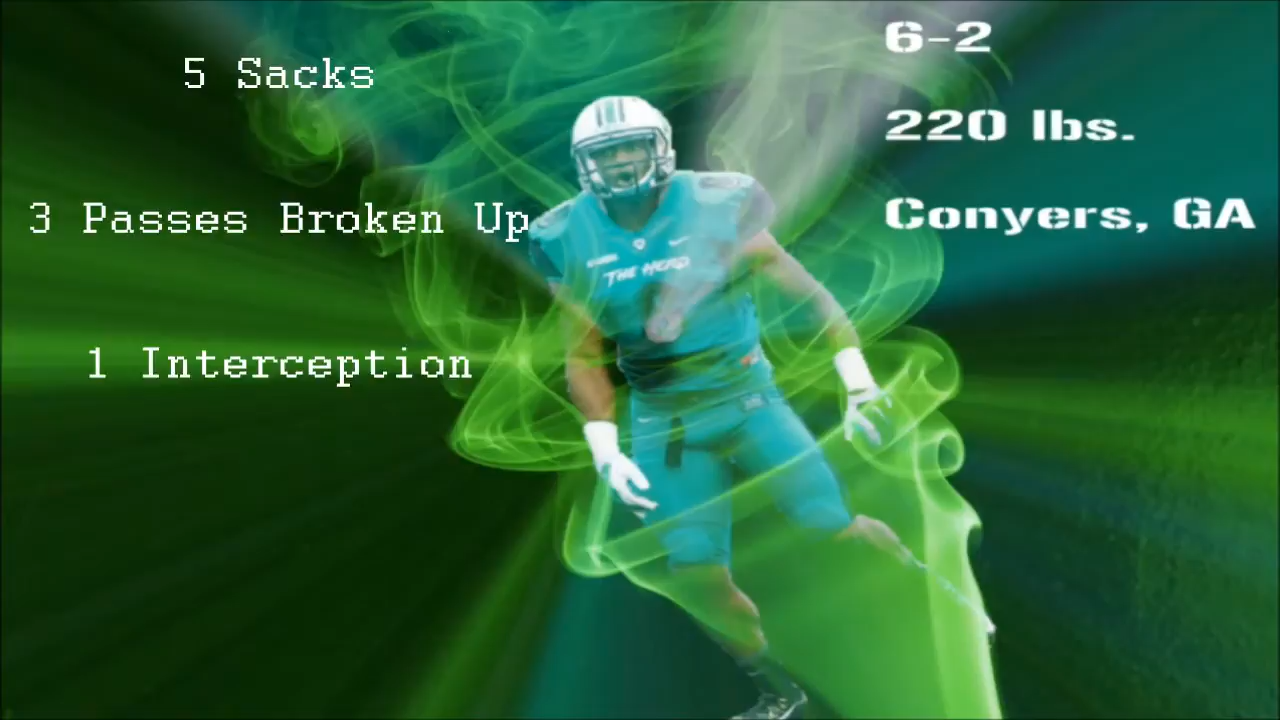 5 Sacks
3 Passes Broken Up
1 Interception
6-2
220 lbs.
Conyers, GA
THE HERD